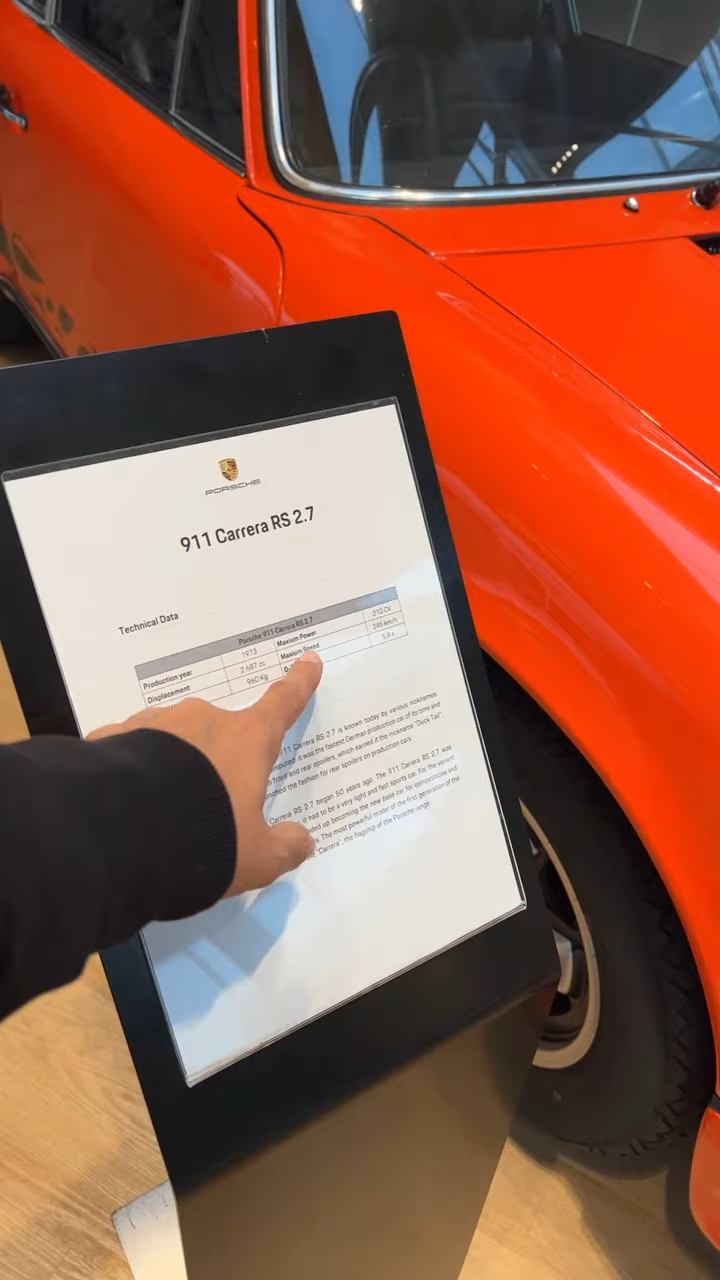 PORSCHE
911 Carrera RS 2.7
Technical Data
Porsche 911 Carrera RS 2.7
Production year 1973 Maxium Power 210 CV
Displacement 2.687 cc Maxium Speed 245 km/h
960 Kg 5,9 s
911 Carrera RS 2.7 is known today by various nicknames
It was the fastest German production car of its time and
front and rear spoilers, which earned it the nickname "Duck Tail".
the fashion for rear spoilers on production cars.
Carrera RS 2.7 began 50 years ago. The 911 Carrera RS 2.7 was
it had to be a very light and fast sports car. For the variant
up becoming the new base car for competitions and
The most powerful model of the first generation of the
"Carrera", the flagship of the Porsche range.